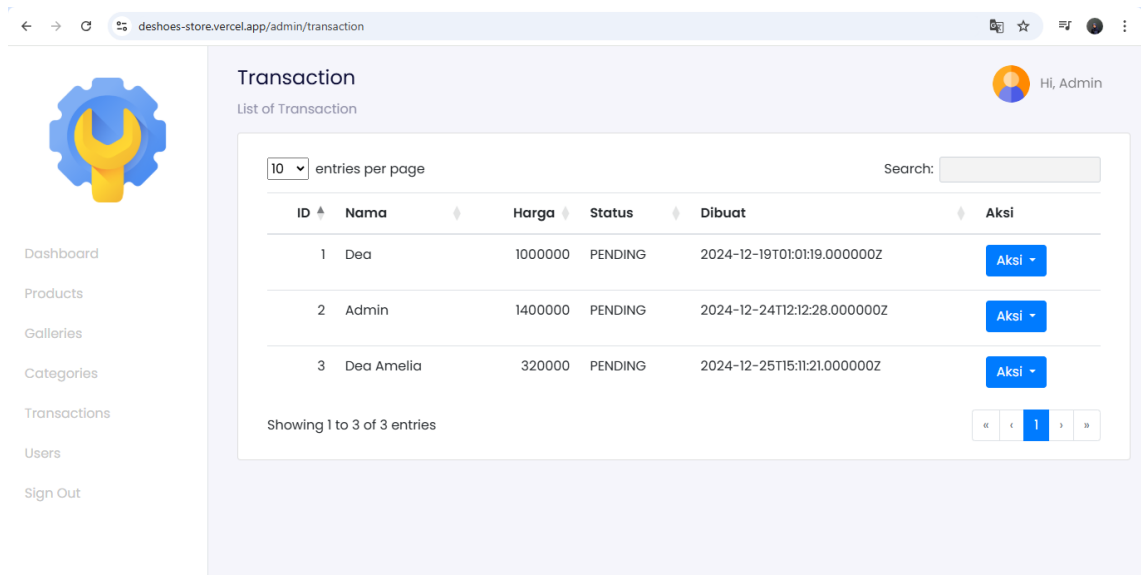 deshoes-store.vercel.app/admin/transaction
Transaction
Hi, Admin
List of Transaction
10 entries per page
Search:
ID Nama Harga Status Dibuat Aksi
1 Dea 1000000 PENDING 2024-12-19T01:01:19.000000Z Aksi
2 Admin 1400000 PENDING 2024-12-24T12:12:28.000000Z Aksi
3 Dea Amelia 320000 PENDING 2024-12-25T15:11:21.000000Z Aksi
Showing 1 to 3 of 3 entries
« ‹ 1 › »
Dashboard
Products
Galleries
Categories
Transactions
Users
Sign Out